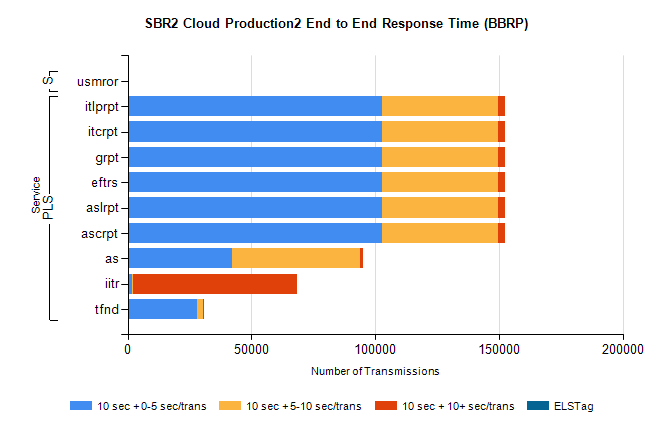 SBR2 Cloud Production2 End to End Response Time (BBRP)
Service
S
PLS
usmror
itlprpt
itcrpt
grpt
eftrs
aslrpt
ascrpt
as
iitr
tfnd
0 50000 100000 150000 200000
Number of Transmissions
10 sec +0-5 sec/trans 10 sec +5-10 sec/trans 10 sec + 10+ sec/trans ELSTag